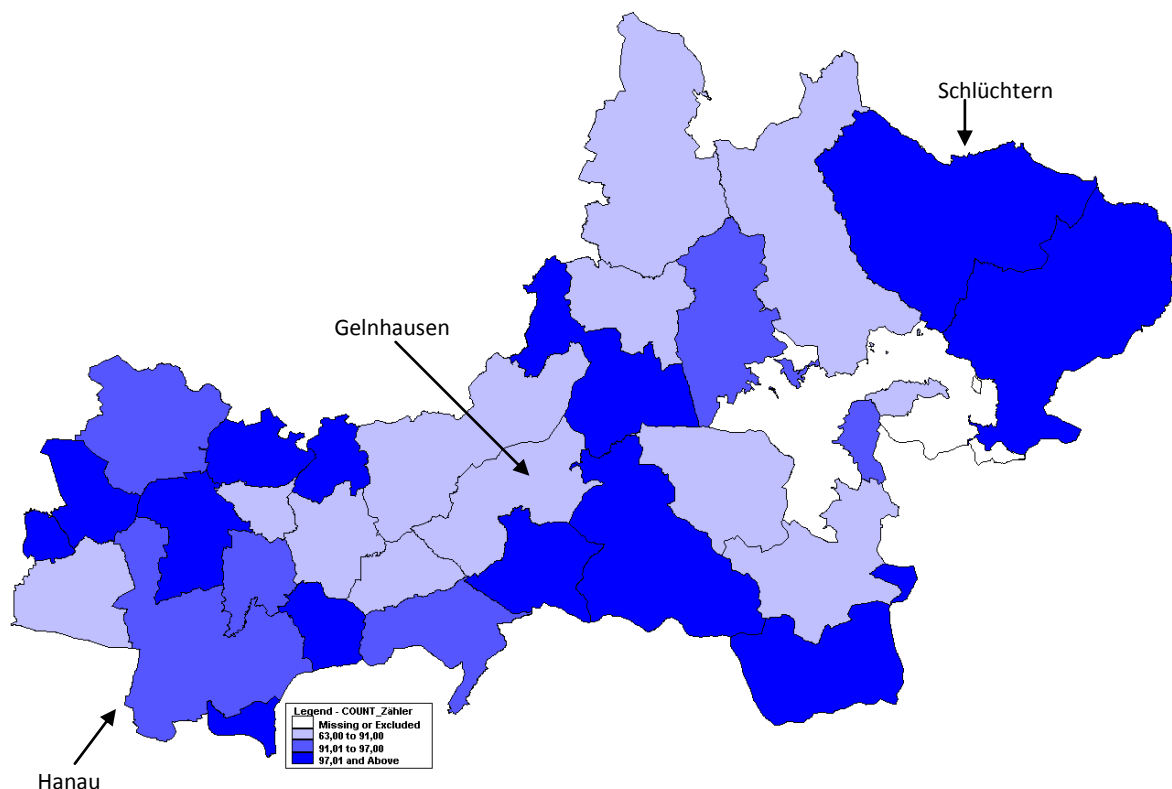 Schlüchtern
Gelnhausen
Legend - COUNT_Zähler
Missing or Excluded
63,00 to 91,00
91,01 to 97,00
97,01 and Above
Hanau